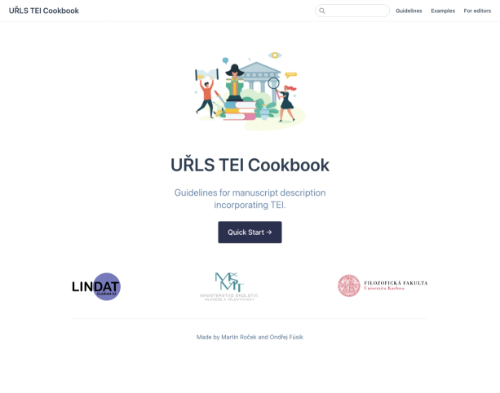 UŘLS TEI Cookbook
Guidelines Examples For editors
UŘLS TEI Cookbook
Guidelines for manuscript description
incorporating TEI.
Quick Start →
LINDAT
MŠMT
MINISTERSTVO ŠKOLSTVÍ,
MLÁDEŽE A TĚLOVÝCHOVY
FILOZOFICKÁ FAKULTA
Univerzita Karlova
Made by Martin Roček and Ondřej Fúsik